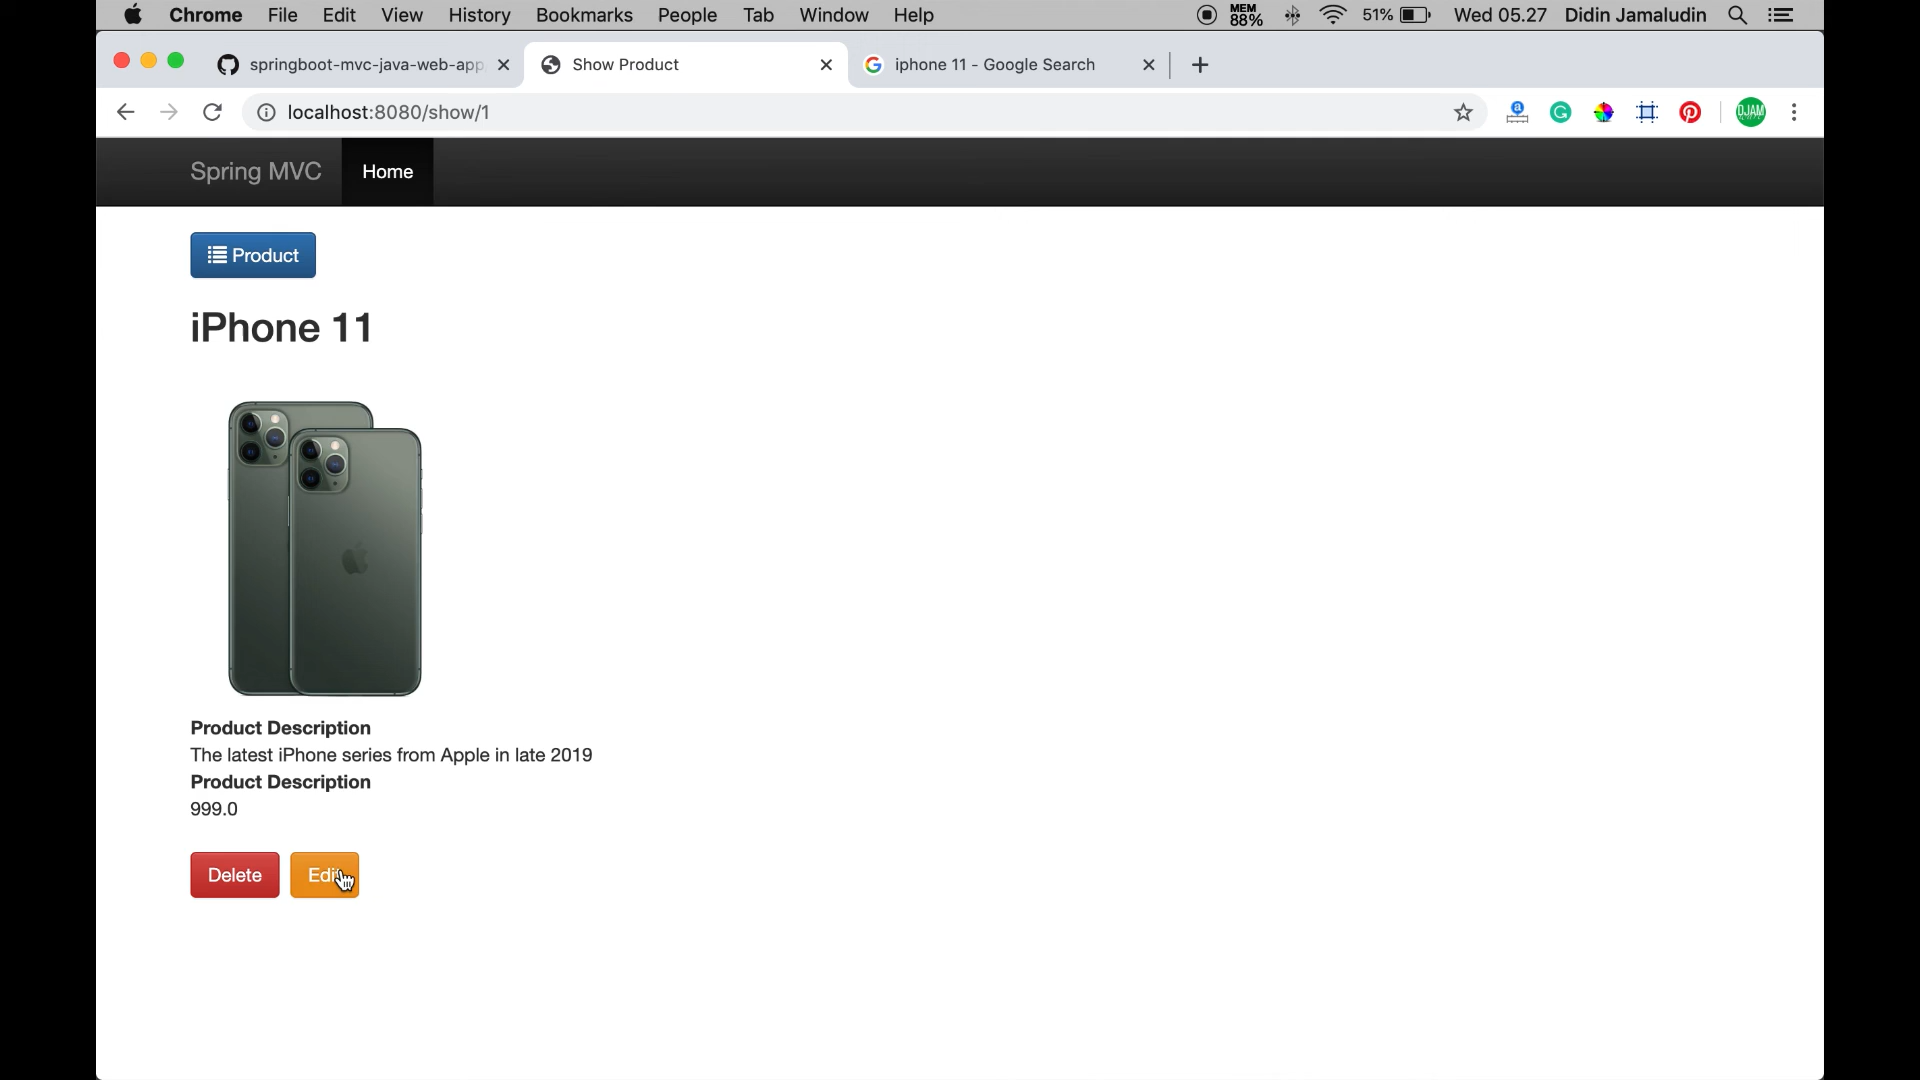 Chrome File Edit View History Bookmarks People Tab Window Help MEM 88% 51% Wed 05.27 Didin Jamaludin
springboot-mvc-java-web-app Show Product iphone 11 - Google Search
localhost:8080/show/1 DJAM
Spring MVC Home
Product
iPhone 11
Product Description
The latest iPhone series from Apple in late 2019
Product Description
999.0
Delete Edit